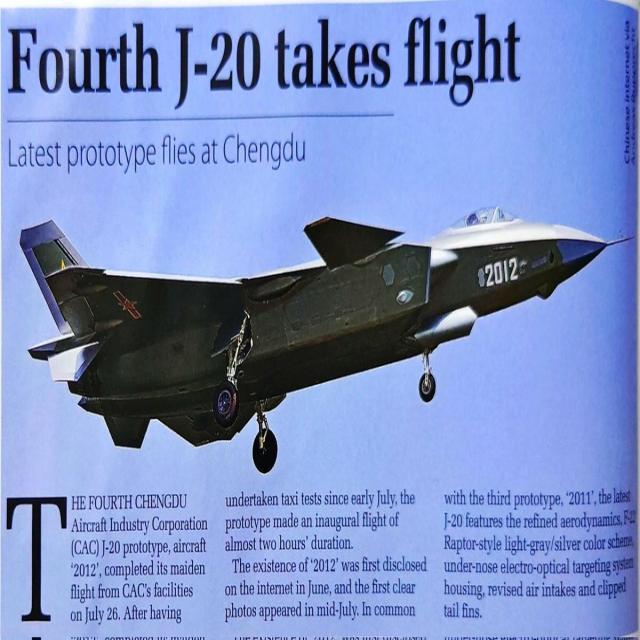 Fourth J-20 takes flight
Latest prototype flies at Chengdu
Chinese Internet via
2012
THE FOURTH CHENGDU
Aircraft Industry Corporation
(CAC) J-20 prototype, aircraft
‘2012’, completed its maiden
flight from CAC’s facilities
on July 26. After having
undertaken taxi tests since early July, the
prototype made an inaugural flight of
almost two hours’ duration.
The existence of ‘2012’ was first disclosed
on the internet in June, and the first clear
photos appeared in mid-July. In common
with the third prototype, ‘2011’, the latest
J-20 features the refined aerodynamics, F-22
Raptor-style light-gray/silver color scheme,
under-nose electro-optical targeting system
housing, revised air intakes and clipped
tail fins.